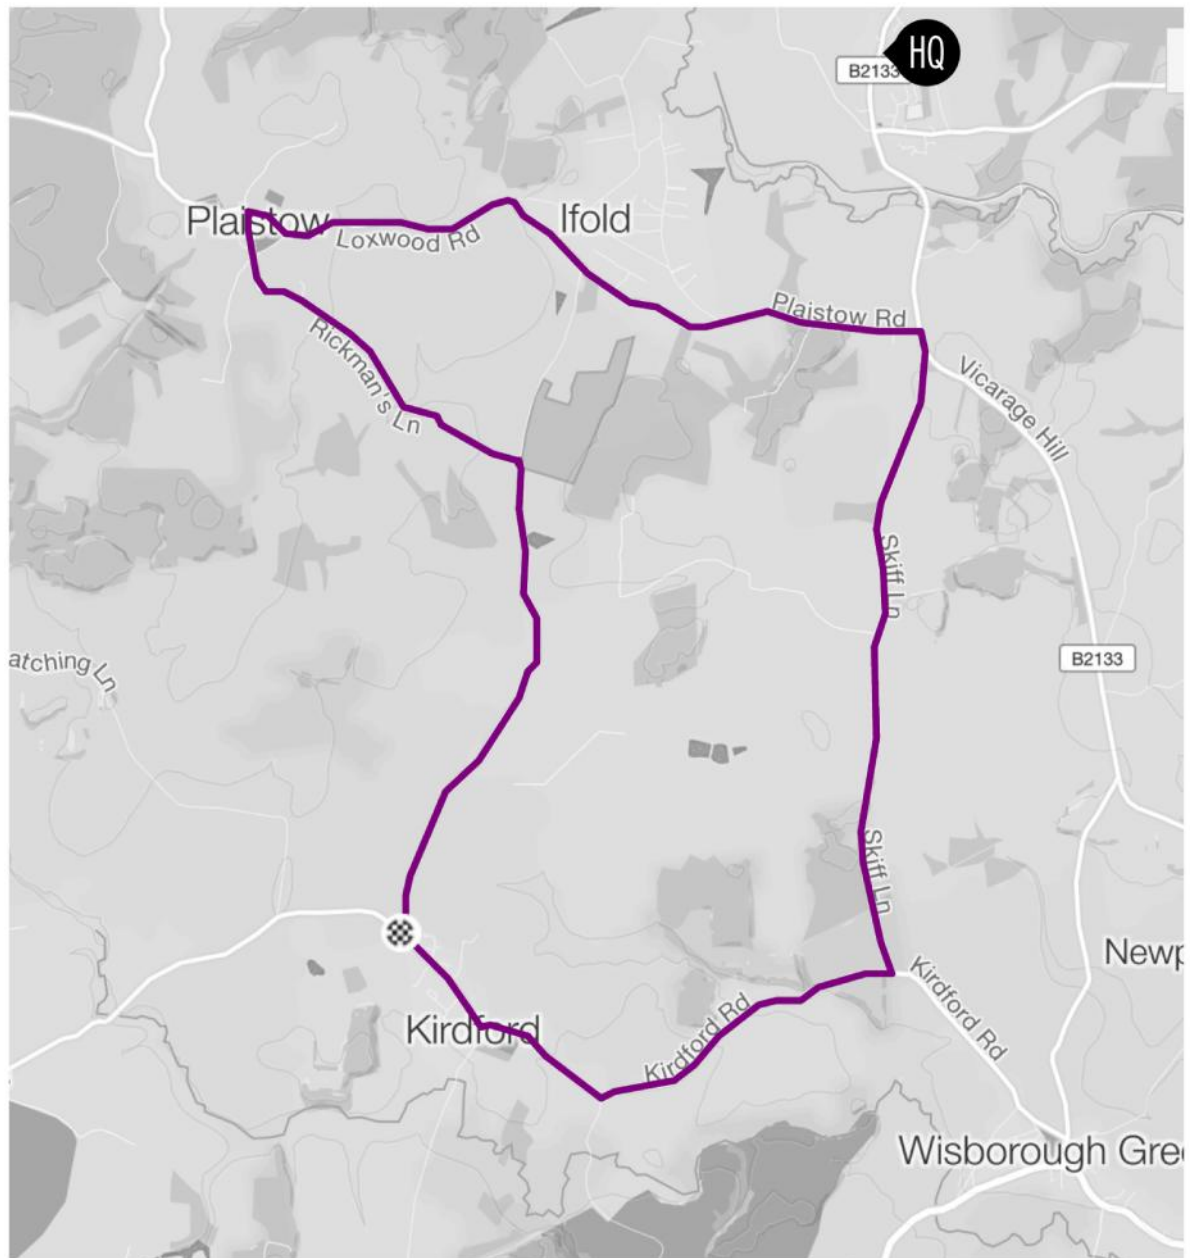 HQ
B2133
Plaistow
Ifold
Loxwood Rd
Plaistow Rd
Rickman's Ln
Vicarage Hill
Skiff Ln
atching Ln
B2133
Skiff Ln
Newp
Kirdford Rd
Kirdford
Kirdford Rd
Wisborough Gre